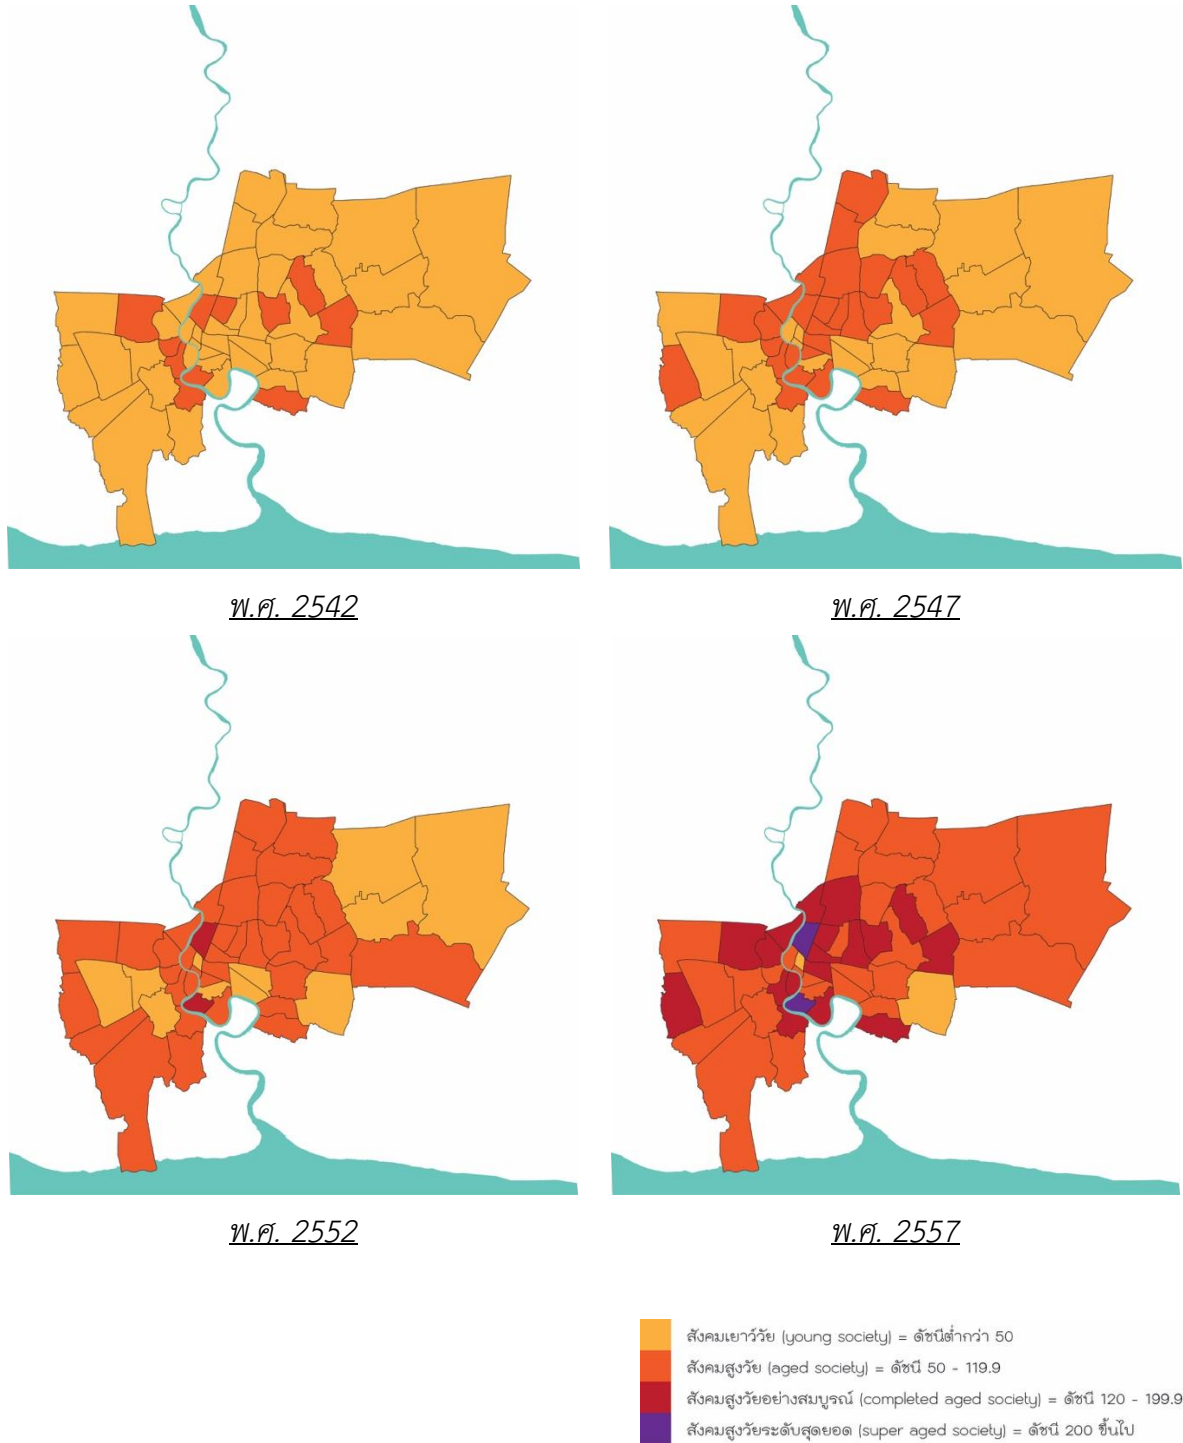 พ.ศ. 2542
พ.ศ. 2547
พ.ศ. 2552
พ.ศ. 2557
สังคมเยาว์วัย (young society) = ดัชนีต่ำกว่า 50
สังคมสูงวัย (aged society) = ดัชนี 50 - 119.9
สังคมสูงวัยอย่างสมบูรณ์ (completed aged society) = ดัชนี 120 - 199.9
สังคมสูงวัยระดับสุดยอด (super aged society) = ดัชนี 200 ขึ้นไป